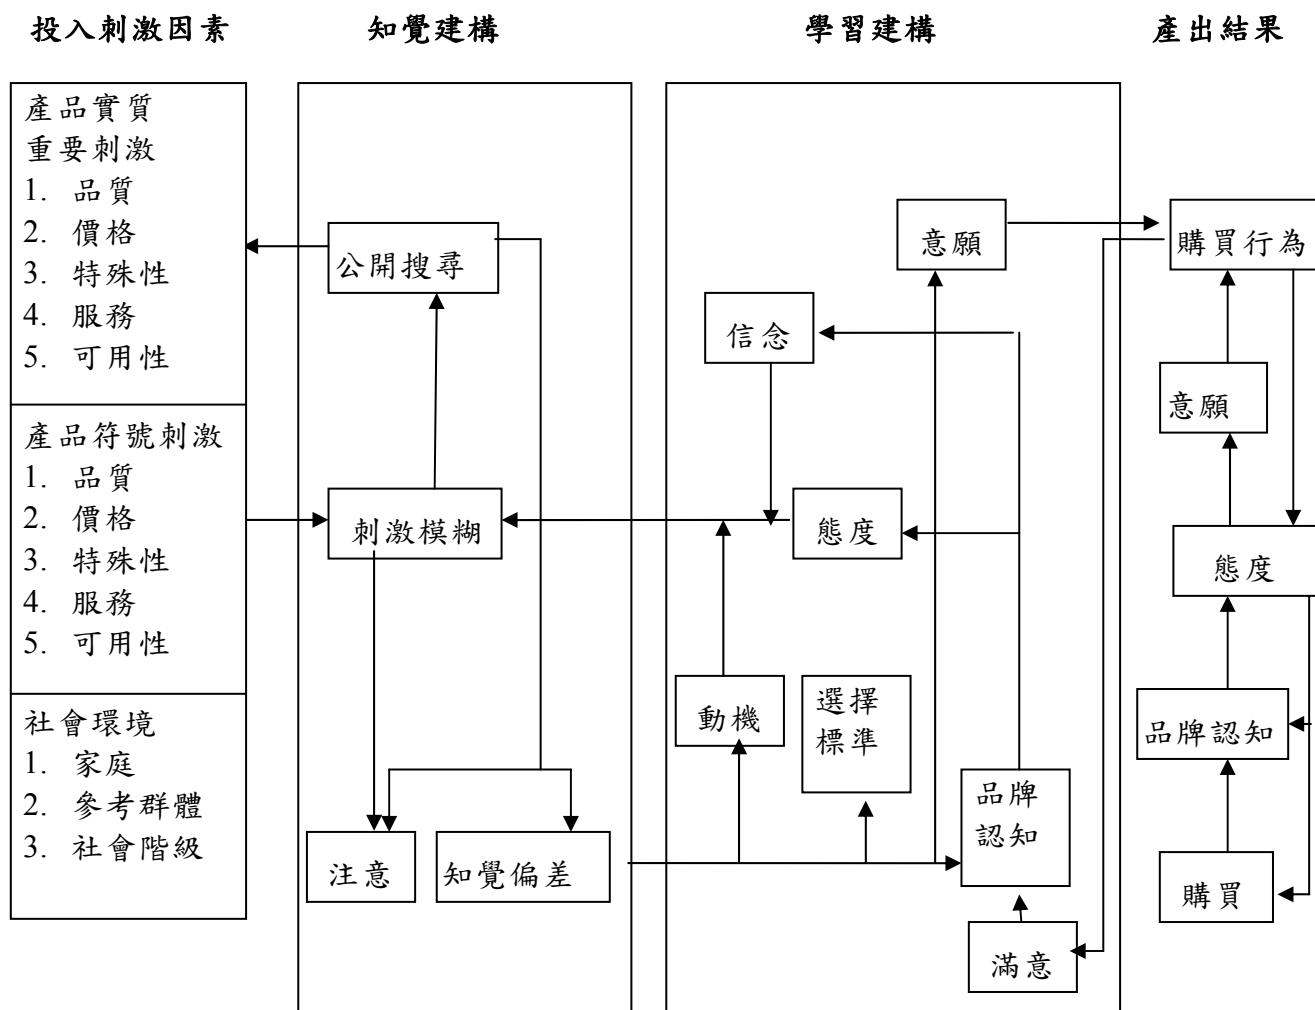 投入刺激因素
知覺建構
學習建構
產出結果
產品實質
重要刺激
1. 品質
2. 價格
3. 特殊性
4. 服務
5. 可用性
產品符號刺激
1. 品質
2. 價格
3. 特殊性
4. 服務
5. 可用性
社會環境
1. 家庭
2. 參考群體
3. 社會階級
公開搜尋
刺激模糊
注意
知覺偏差
意願
信念
態度
動機
選擇
標準
品牌
認知
滿意
購買行為
意願
態度
品牌認知
購買